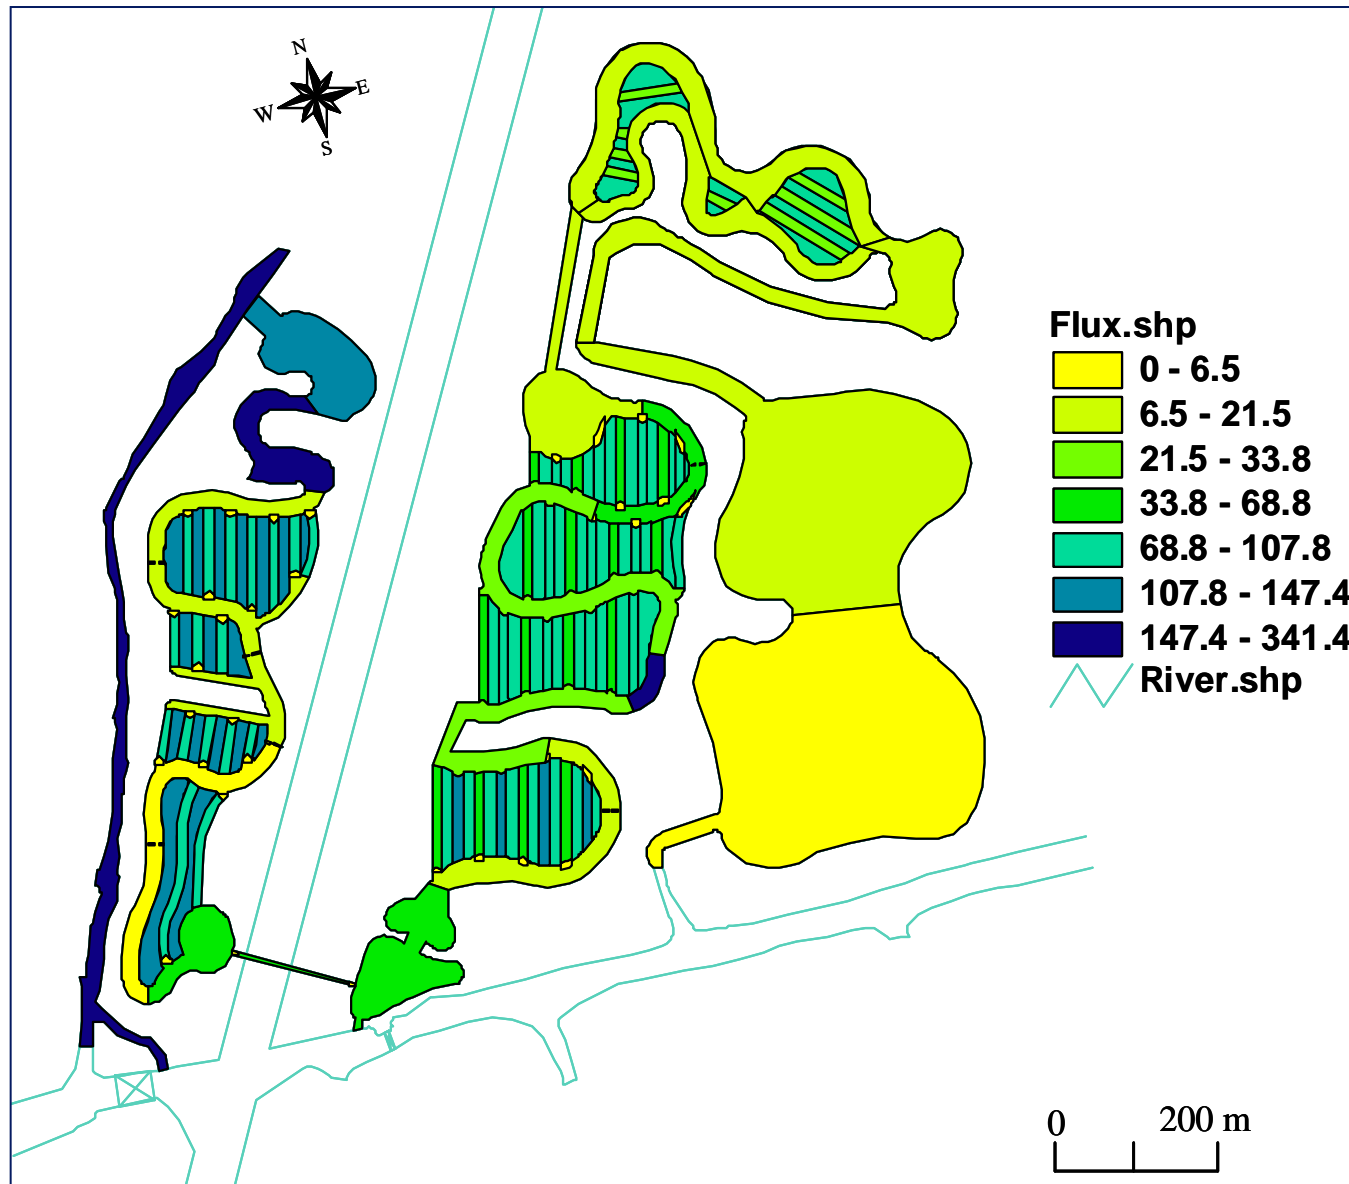 N
E
W
S
Flux.shp
0 - 6.5
6.5 - 21.5
21.5 - 33.8
33.8 - 68.8
68.8 - 107.8
107.8 - 147.4
147.4 - 341.4
River.shp
0 200 m